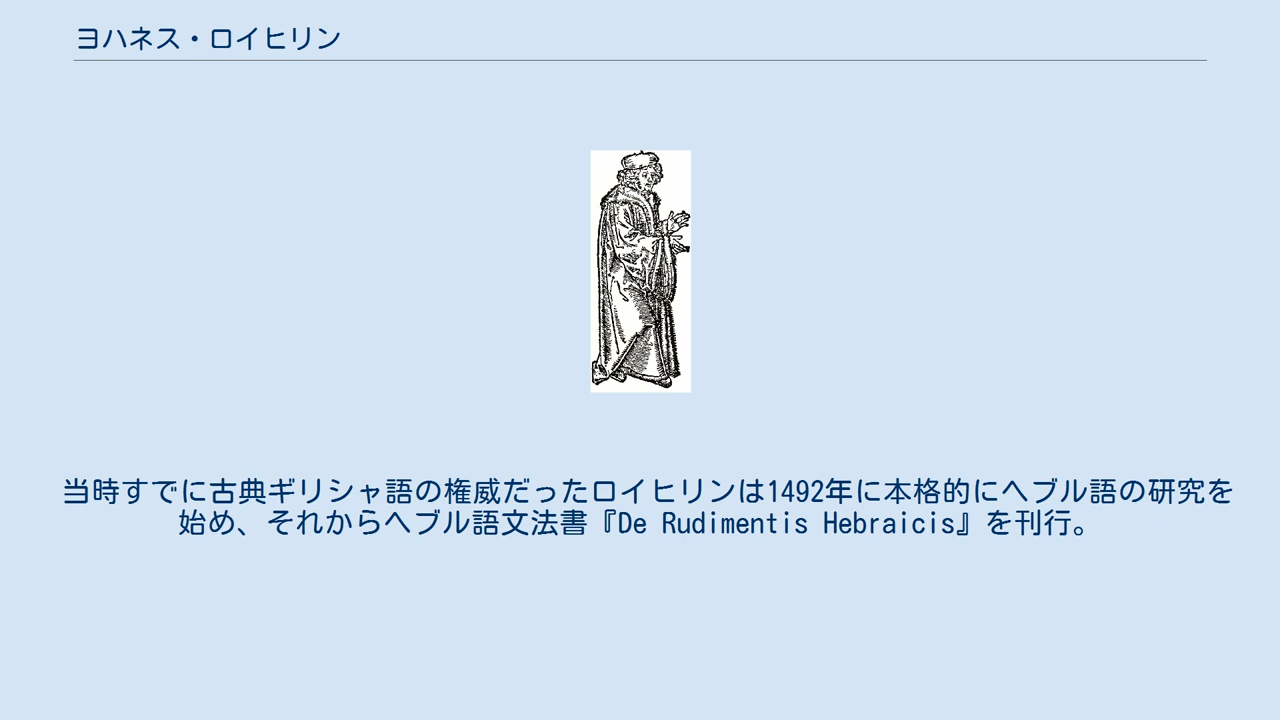 ヨハネス・ロイヒリン
当時すでに古典ギリシャ語の権威だったロイヒリンは1492年に本格的にヘブル語の研究を
始め、それからヘブル語文法書『De Rudimentis Hebraicis』を刊行。